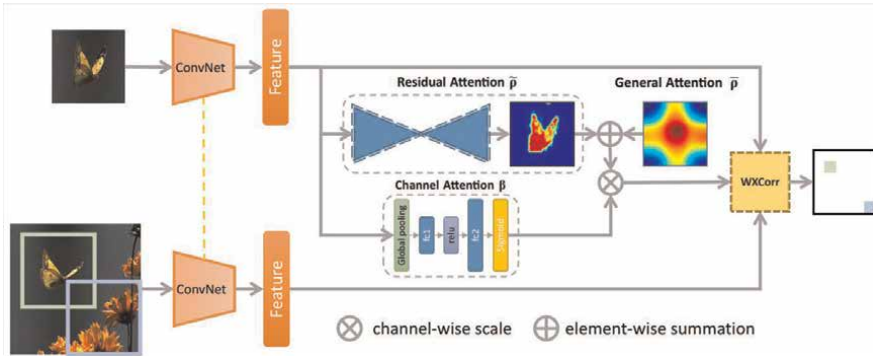 ConvNet
Feature
Residual Attention ρ̃
General Attention ρ̄
Channel Attention β
Global pooling
fc1
relu
fc2
Sigmoid
WXCorr
ConvNet
Feature
channel-wise scale
element-wise summation